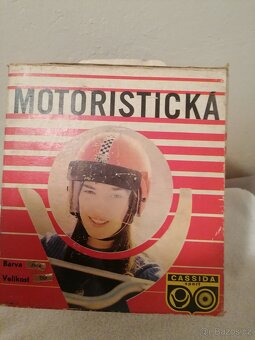 MOTORISTICKÁ
Barva
Velikost
CASSIDA
sport